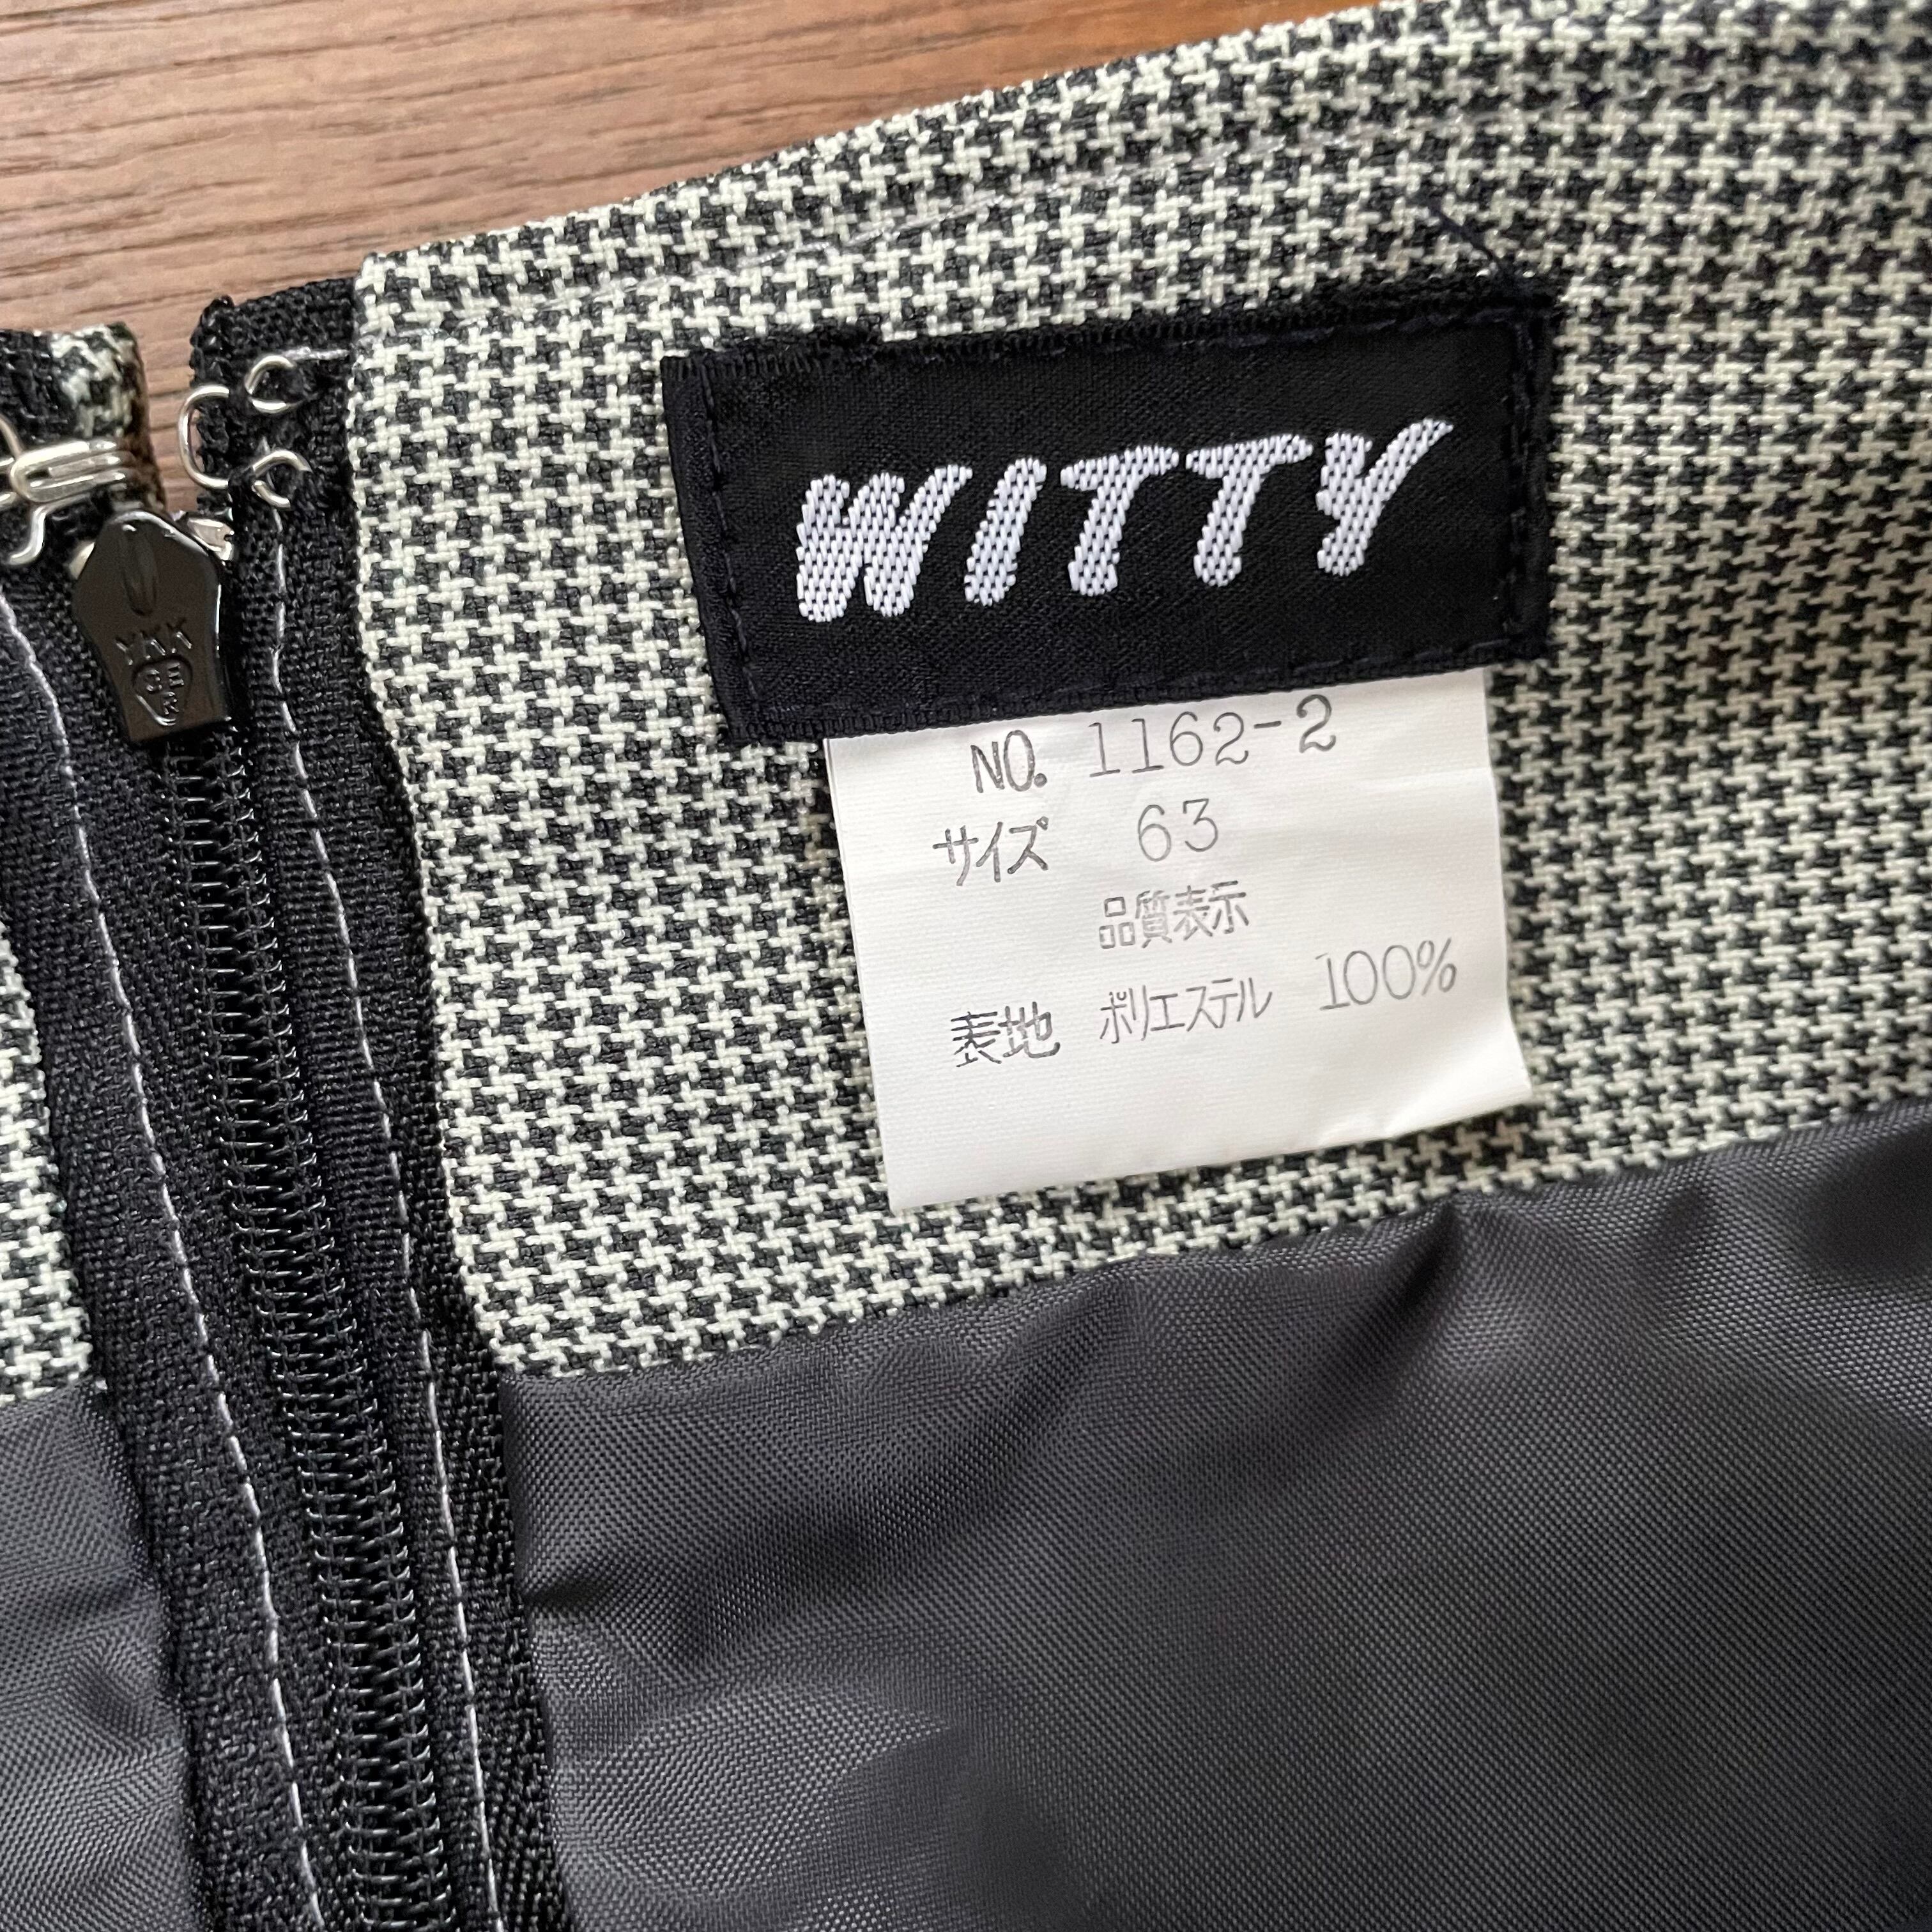 WITTY
NO. 1162-2
サイズ 63
品質表示
表地 ポリエステル 100%
YKK